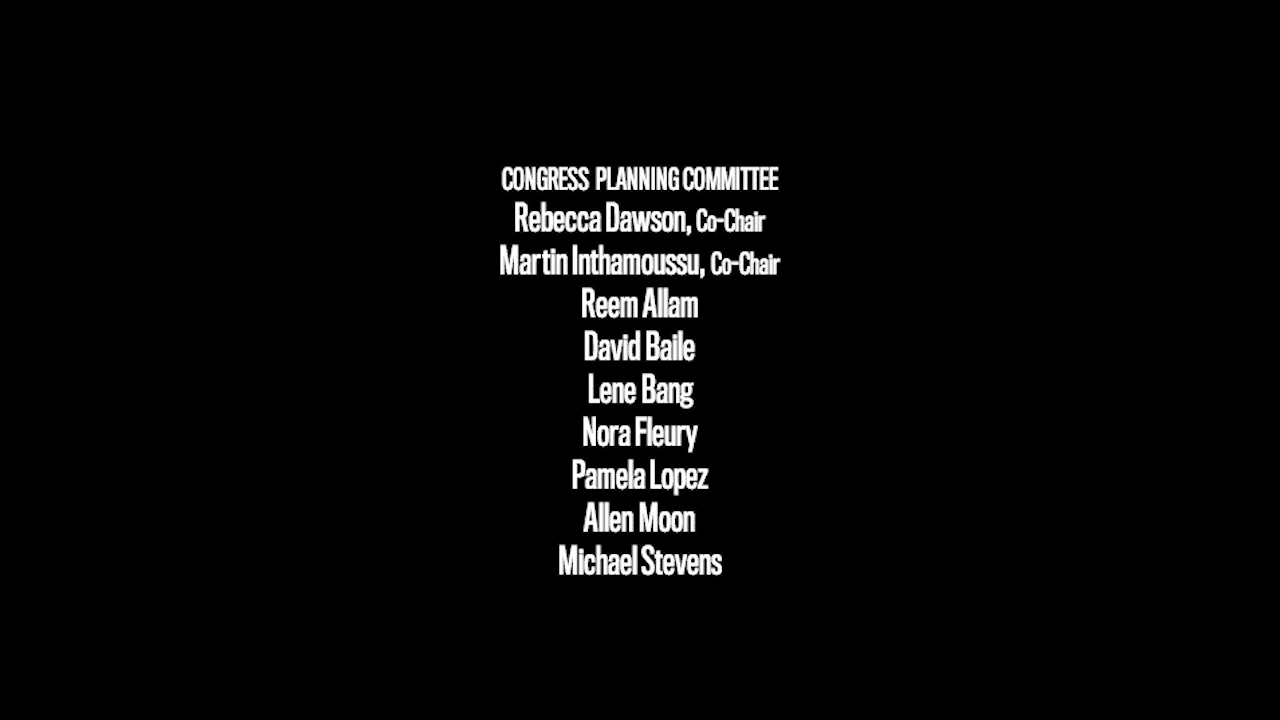 CONGRESS PLANNING COMMITTEE
Rebecca Dawson, Co-Chair
Martin Inthamoussu, Co-Chair
Reem Allam
David Baile
Lene Bang
Nora Fleury
Pamela Lopez
Allen Moon
Michael Stevens